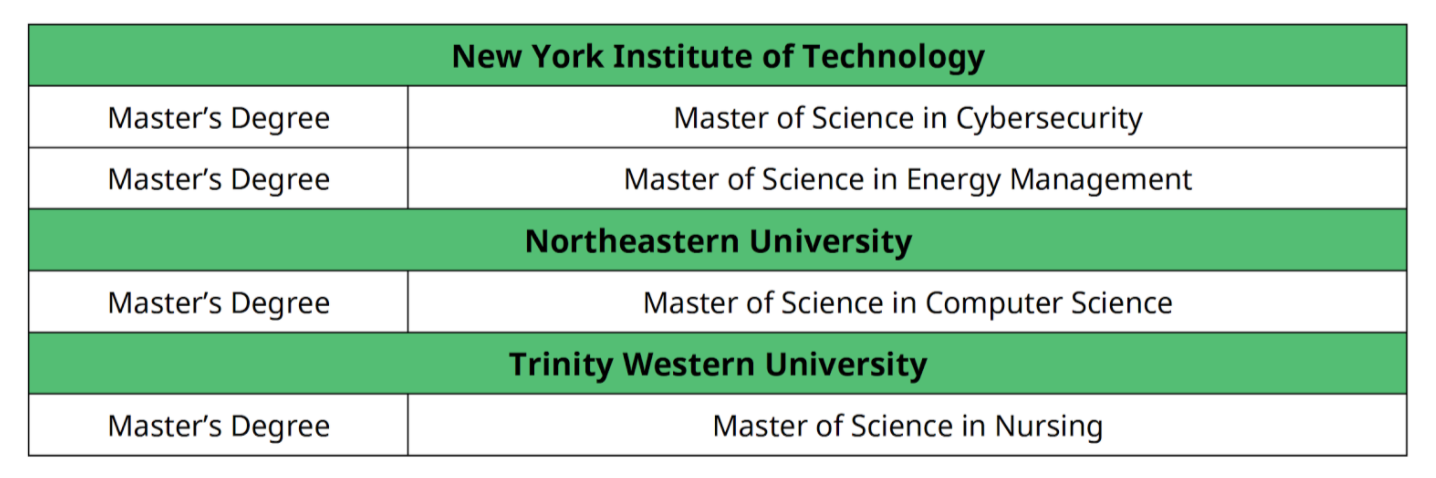 New York Institute of Technology
Master’s Degree Master of Science in Cybersecurity
Master’s Degree Master of Science in Energy Management
Northeastern University
Master’s Degree Master of Science in Computer Science
Trinity Western University
Master’s Degree Master of Science in Nursing